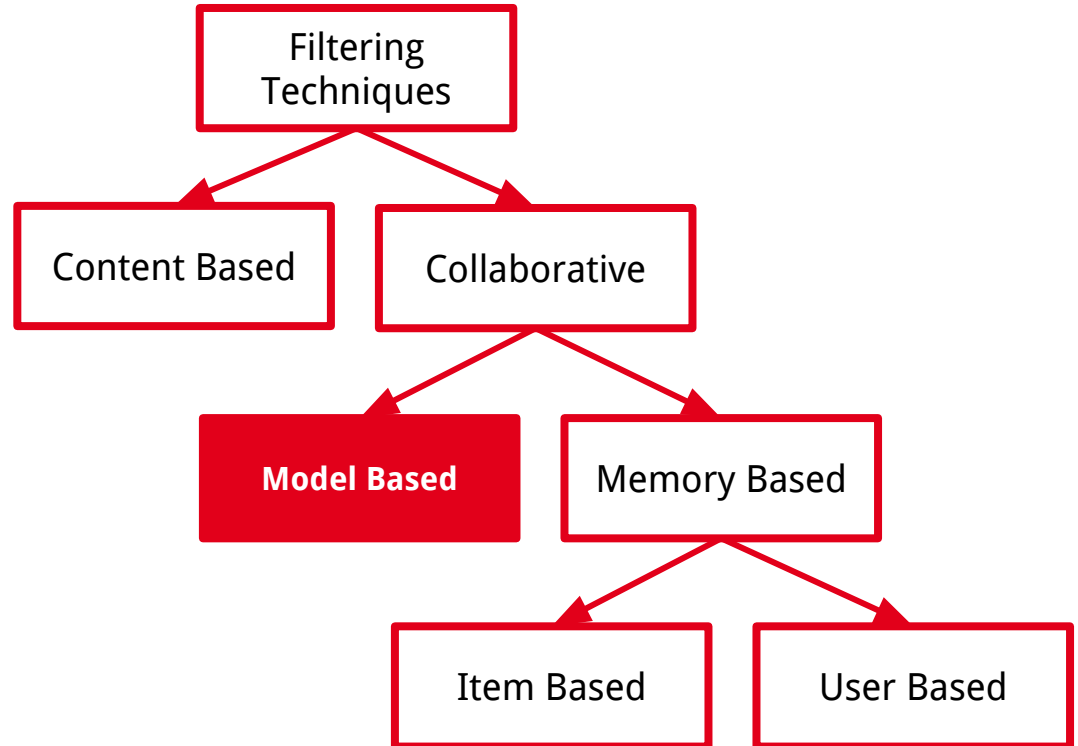 Filtering
Techniques
Content Based
Collaborative
Model Based
Memory Based
Item Based
User Based